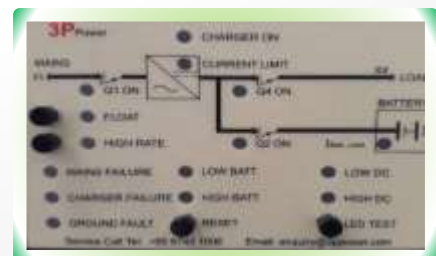 3P Power
CHARGER ON
MAINS
CURRENT LIMIT
Q1 ON
Q4 ON
LOAD
BATTERY
FLOAT
HIGH RATE
Q2 ON
MAINS FAILURE LOW BATT. LOW DC
CHARGER FAILURE HIGH BATT HIGH DC
GROUND FAULT RESET LED TEST
Service Call Tel: Email: